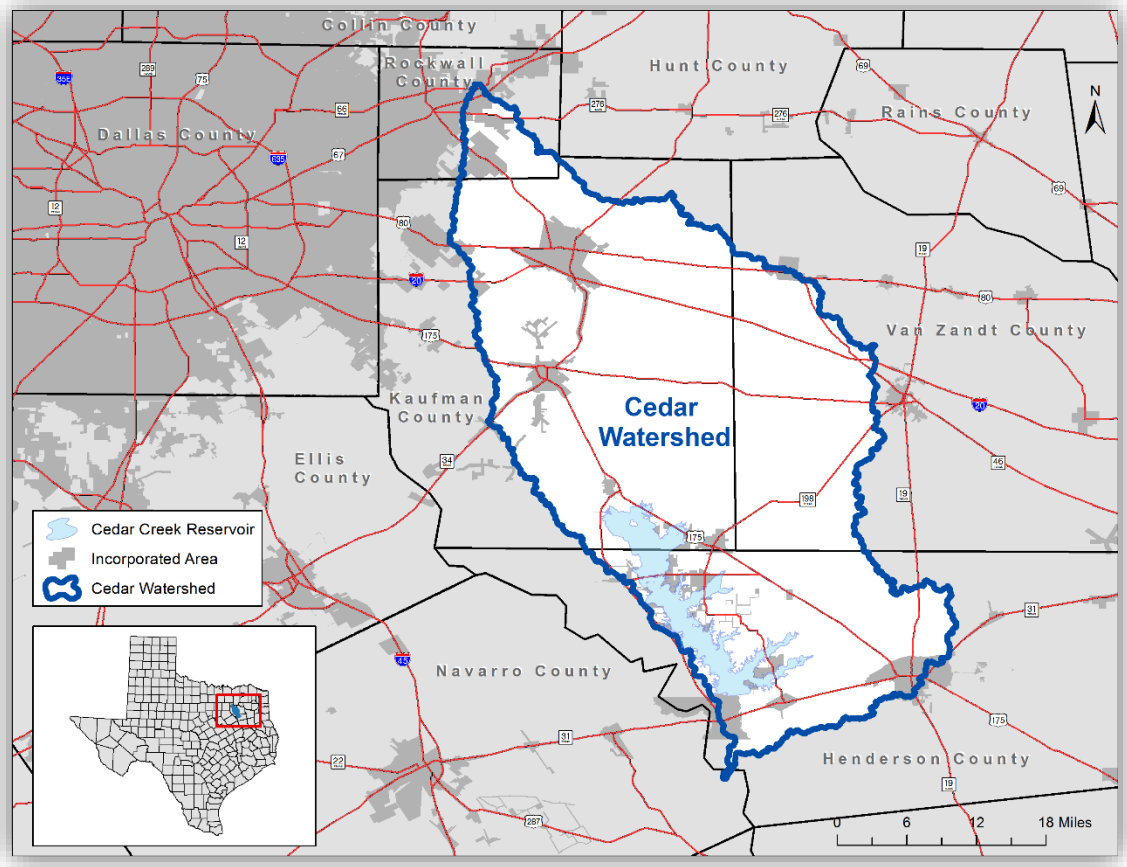 Collin County
Rockwall
County
Hunt County
Rains County
N
Dallas County
355
289
75
66
276
276
69
69
67
635
12
12
80
20
19
80
175
Van Zandt County
Kaufman
County
Cedar
Watershed
20
Ellis
County
34
46
198
19
175
Cedar Creek Reservoir
Incorporated Area
Cedar Watershed
31
45
Navarro County
175
31
22
Henderson County
19
287
0 6 12 18 Miles